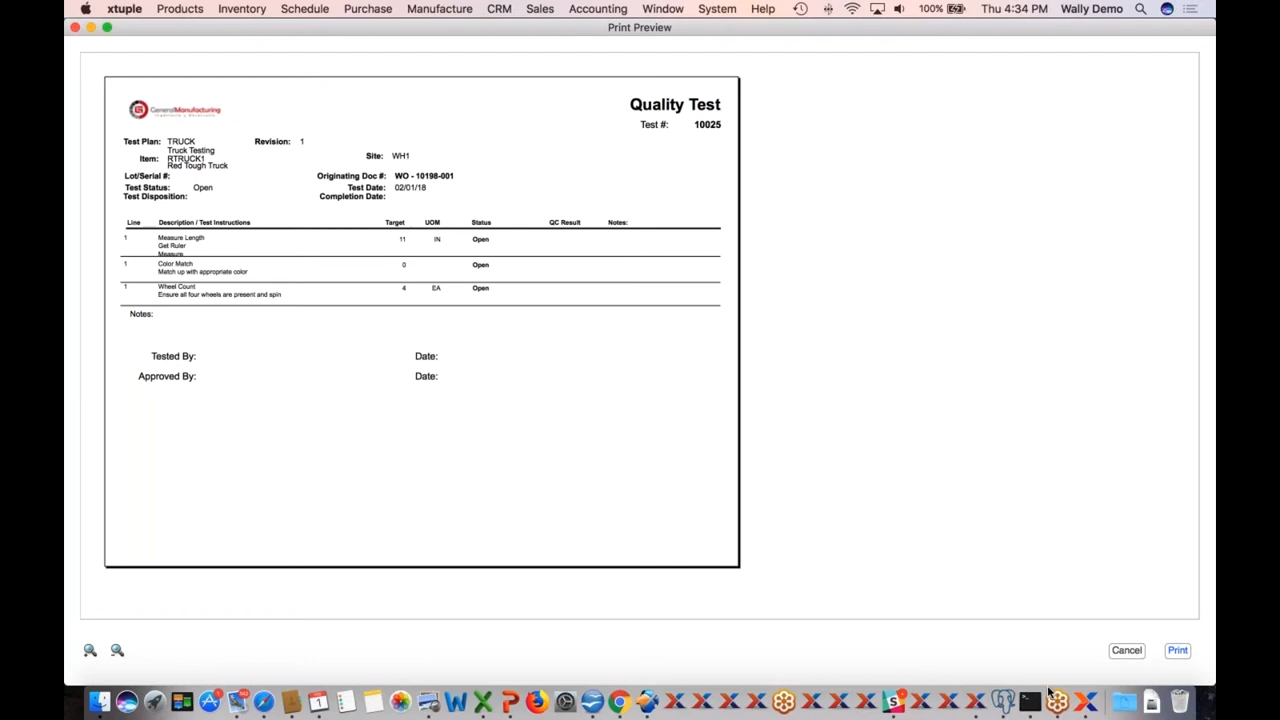 xtuple Products Inventory Schedule Purchase Manufacture CRM Sales Accounting Window System Help 100% Thu 4:34 PM Wally Demo
Print Preview
GeneralManufacturing
Quality Test
Test #: 10025
Test Plan: TRUCK Revision: 1
Truck Testing
Item: RTRUCK1 Site: WH1
Red Tough Truck
Lot/Serial #: Originating Doc #: WO - 10198-001
Test Status: Open Test Date: 02/01/18
Test Disposition: Completion Date:
Line Description / Test Instructions Target UOM Status QC Result Notes:
1 Measure Length 11 IN Open
Get Ruler
Measure
1 Color Match 0 Open
Match up with appropriate color
1 Wheel Count 4 EA Open
Ensure all four wheels are present and spin
Notes:
Tested By: Date:
Approved By: Date:
Cancel Print